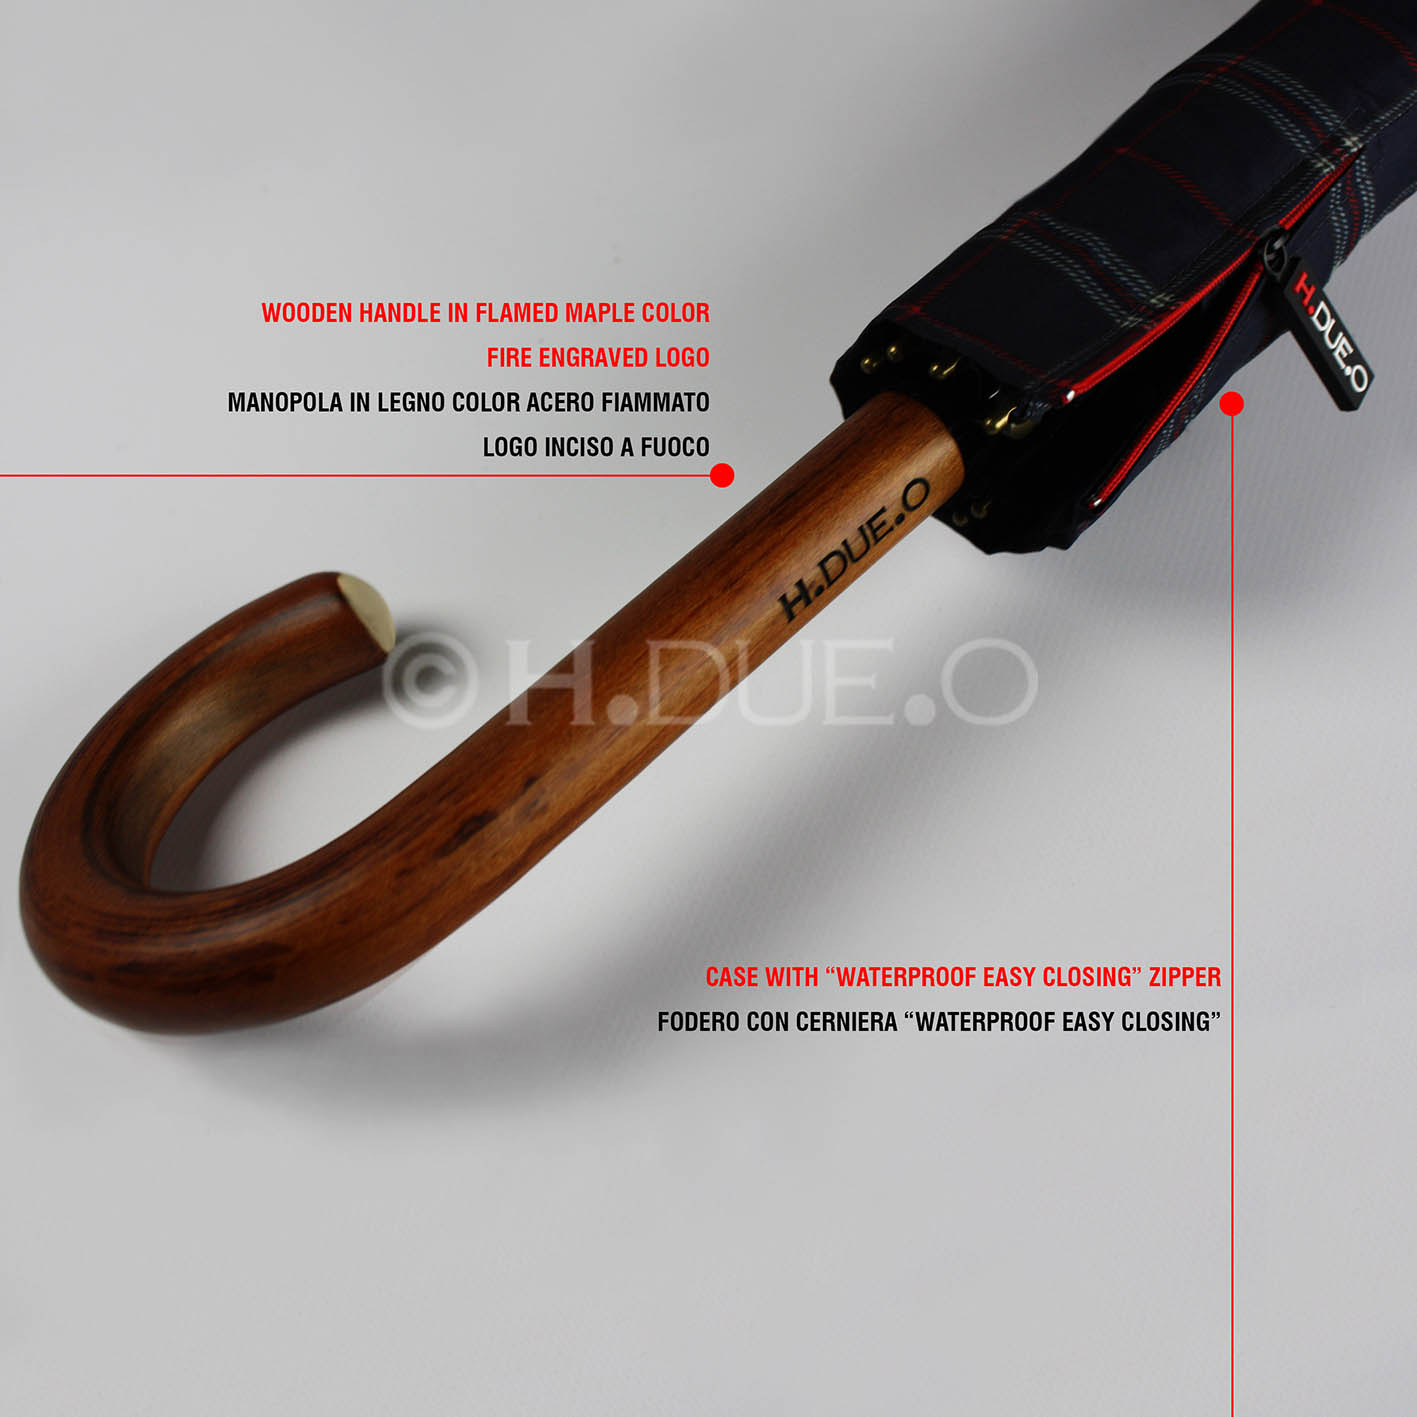 WOODEN HANDLE IN FLAMED MAPLE COLOR
FIRE ENGRAVED LOGO
MANOPOLA IN LEGNO COLOR ACERO FIAMMATO
LOGO INCISO A FUOCO
H.DUE.O
H.DUE.O
© H.DUE.O
CASE WITH “WATERPROOF EASY CLOSING” ZIPPER
FODERO CON CERNIERA “WATERPROOF EASY CLOSING”